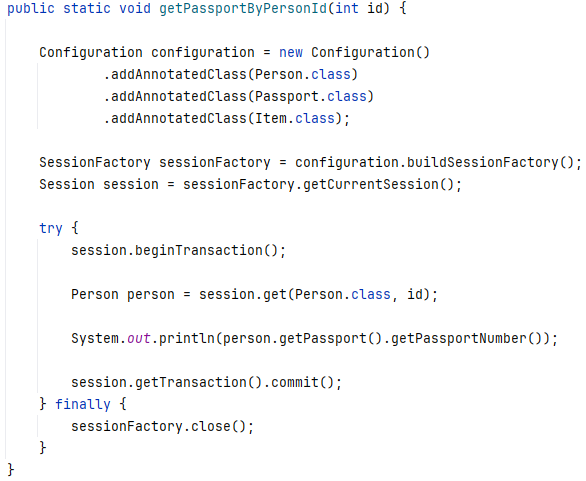 public static void getPassportByPersonId(int id) {
Configuration configuration = new Configuration()
.addAnnotatedClass(Person.class)
.addAnnotatedClass(Passport.class)
.addAnnotatedClass(Item.class);
SessionFactory sessionFactory = configuration.buildSessionFactory();
Session session = sessionFactory.getCurrentSession();
try {
session.beginTransaction();
Person person = session.get(Person.class, id);
System.out.println(person.getPassport().getPassportNumber());
session.getTransaction().commit();
} finally {
sessionFactory.close();
}
}